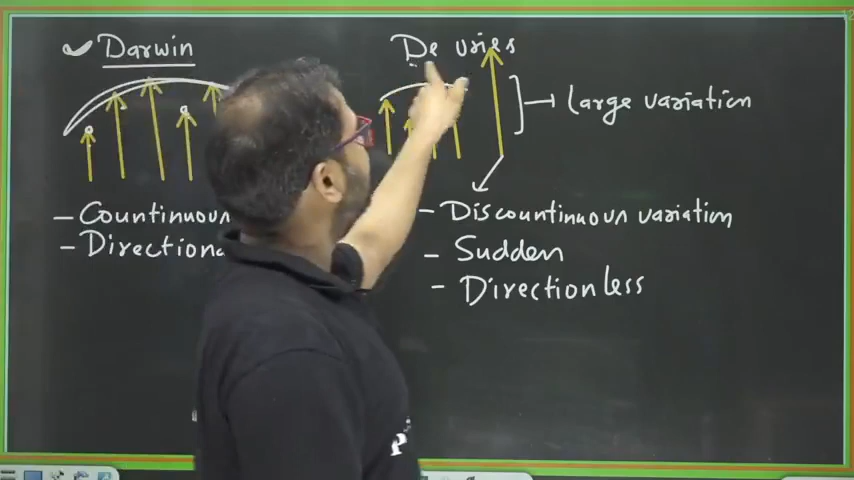 Darwin
Countinuous
Directiona
De vries
Large variation
Discountinuous variation
Sudden
Directionless